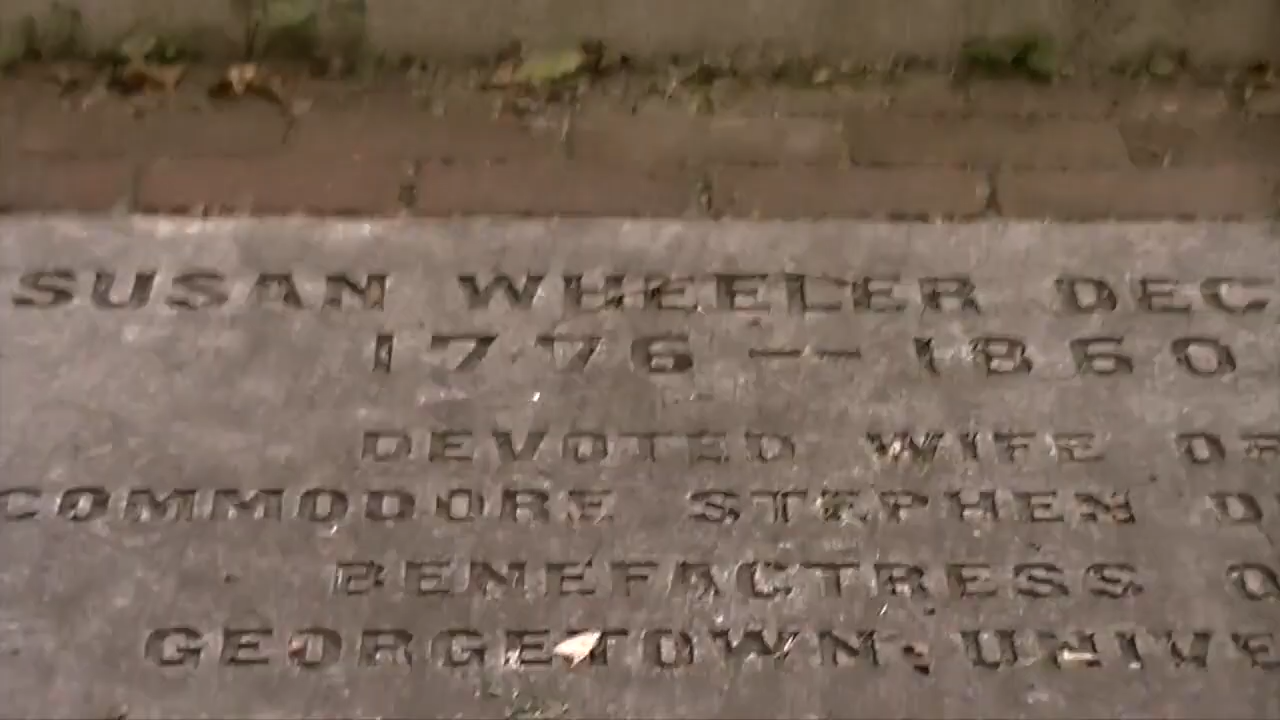 SUSAN WHEELER DEC
1776 — 1860
DEVOTED WIFE OF
COMMODORE STEPHEN D
BENEFACTRESS O
GEORGETOWN UNIVE